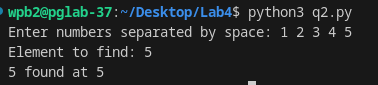 wpb2@pglab-37:~/Desktop/Lab4$ python3 q2.py
Enter numbers separated by space: 1 2 3 4 5
Element to find: 5
5 found at 5